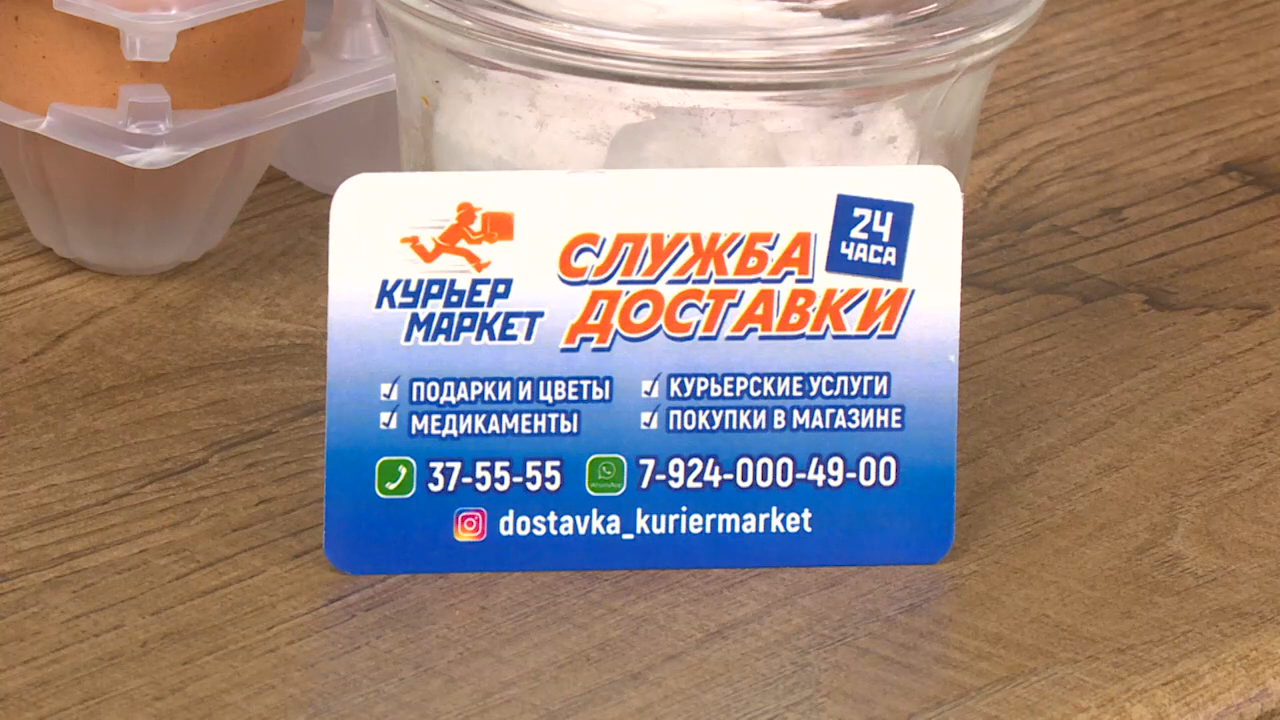 КУРЬЕР
МАРКЕТ
СЛУЖБА
ДОСТАВКИ
24
ЧАСА
ПОДАРКИ И ЦВЕТЫ
МЕДИКАМЕНТЫ
КУРЬЕРСКИЕ УСЛУГИ
ПОКУПКИ В МАГАЗИНЕ
37-55-55
WhatsApp
7-924-000-49-00
dostavka_kuriermarket